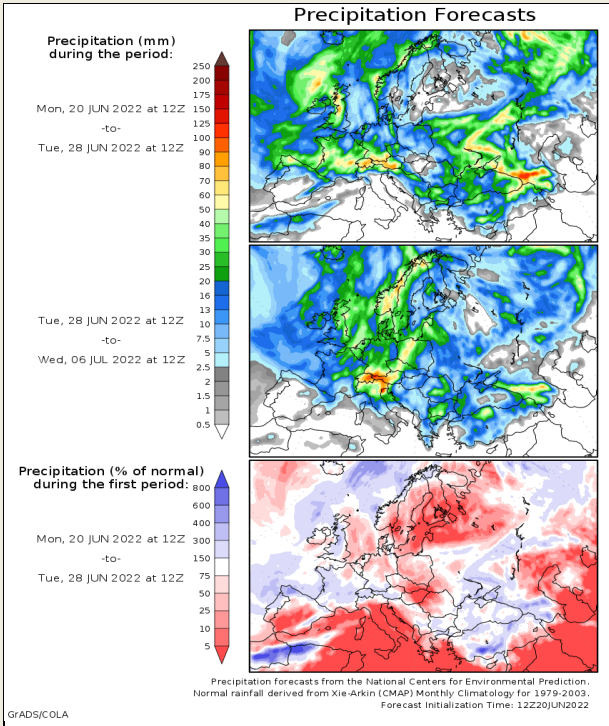 Precipitation Forecasts
Precipitation (mm)
during the period:
Mon, 20 JUN 2022 at 12Z
-to-
Tue, 28 JUN 2022 at 12Z
250
200
175
150
125
100
90
80
70
60
50
40
35
30
25
20
16
13
10
7.5
5
2.5
2
1.5
1
0.5
Tue, 28 JUN 2022 at 12Z
-to-
Wed, 06 JUL 2022 at 12Z
Precipitation (% of normal)
during the first period:
Mon, 20 JUN 2022 at 12Z
-to-
Tue, 28 JUN 2022 at 12Z
800
600
400
300
150
75
50
25
10
5
Precipitation forecasts from the National Centers for Environmental Prediction.
Normal rainfall derived from Xie-Arkin (CMAP) Monthly Climatology for 1979-2003.
Forecast Initialization Time: 12Z20JUN2022
GrADS/COLA